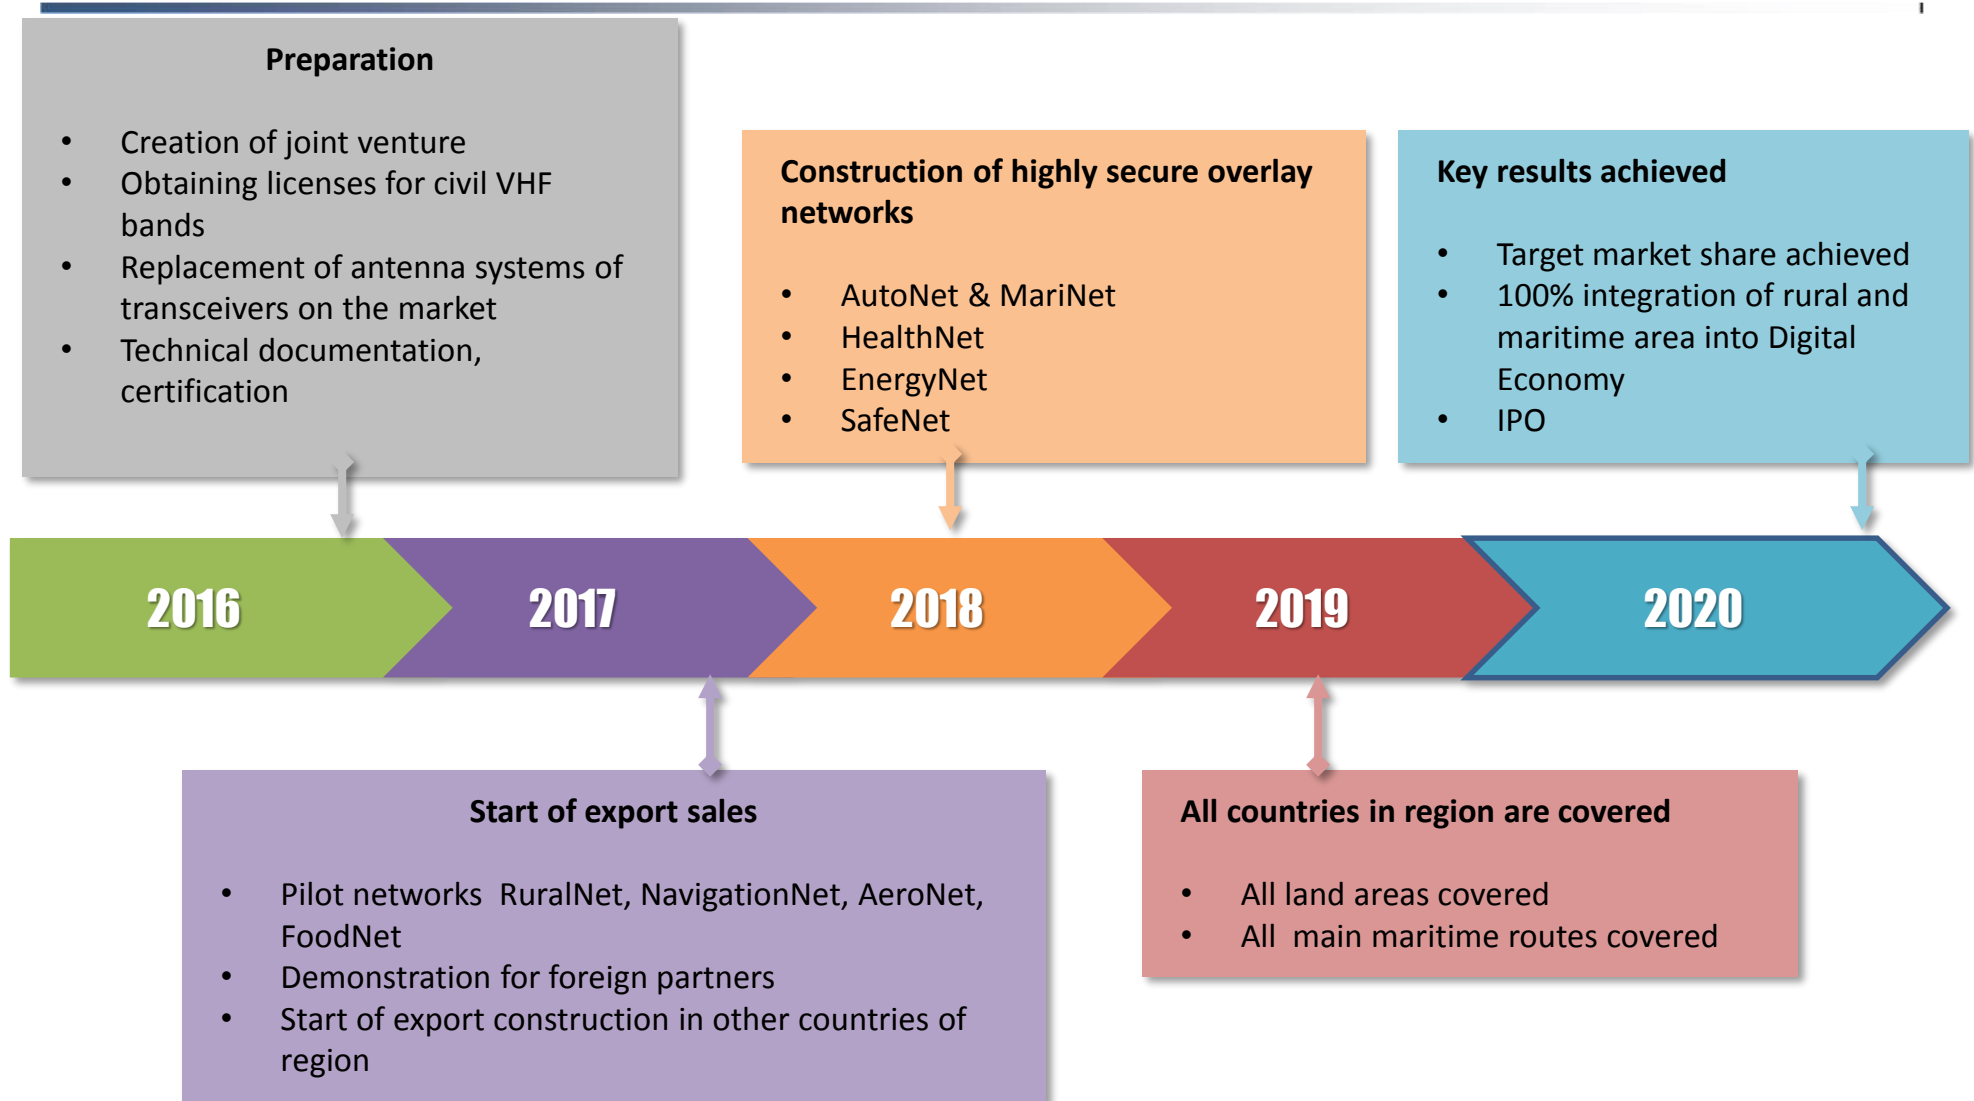 Preparation
• Creation of joint venture
• Obtaining licenses for civil VHF
bands
• Replacement of antenna systems of
transceivers on the market
• Technical documentation,
certification
Construction of highly secure overlay
networks
• AutoNet & MariNet
• HealthNet
• EnergyNet
• SafeNet
Key results achieved
• Target market share achieved
• 100% integration of rural and
maritime area into Digital
Economy
• IPO
2016
2017
2018
2019
2020
Start of export sales
• Pilot networks  RuralNet, NavigationNet, AeroNet,
FoodNet
• Demonstration for foreign partners
• Start of export construction in other countries of
region
All countries in region are covered
• All land areas covered
• All  main maritime routes covered